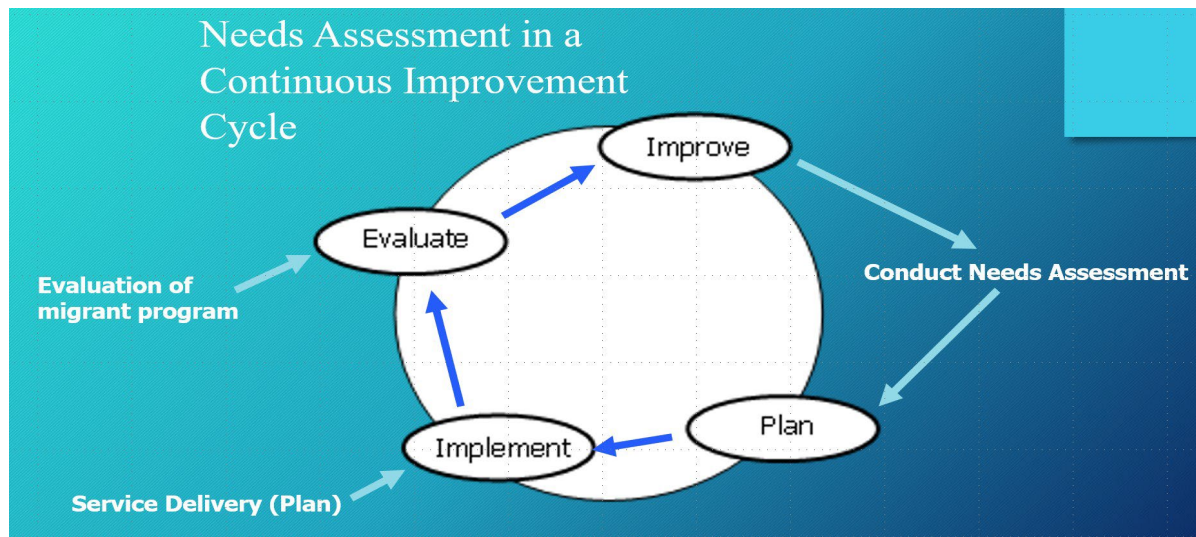 Needs Assessment in a
Continuous Improvement
Cycle
Improve
Evaluate
Conduct Needs Assessment
Evaluation of
migrant program
Plan
Implement
Service Delivery (Plan)